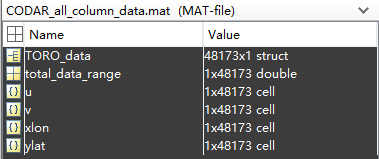 CODAR_all_column_data.mat (MAT-file)
Name Value
TORO_data 48173x1 struct
total_data_range 1x48173 double
u 1x48173 cell
v 1x48173 cell
xlon 1x48173 cell
ylat 1x48173 cell